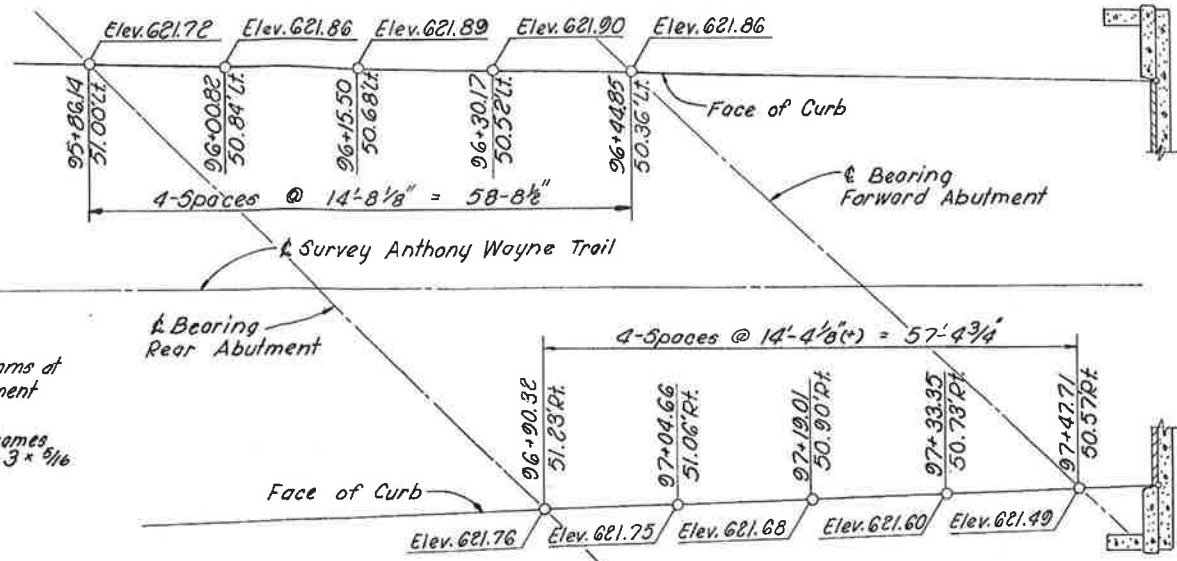 Elev. 621.72
Elev. 621.86
Elev. 621.89
Elev. 621.90
Elev. 621.86
95+86.14
51.00'Lt.
96+00.82
50.84'Lt.
96+15.50
50.68'Lt.
96+30.17
50.52'Lt.
96+44.85
50.36'Lt.
Face of Curb
4-Spaces @ 14'-8 1/8" = 58-8 1/2"
℄ Bearing
Forward Abutment
℄ Survey Anthony Wayne Trail
℄ Bearing
Rear Abutment
4-Spaces @ 14'-4 1/8"(+) = 57'-4 3/4"
3 x 5/16
96+90.32
51.23'Rt.
97+04.66
51.06'Rt.
97+19.01
50.90'Rt.
97+33.35
50.73'Rt.
97+47.71
50.57Rt.
Face of Curb
Elev. 621.76
Elev. 621.75
Elev. 621.68
Elev. 621.60
Elev. 621.49